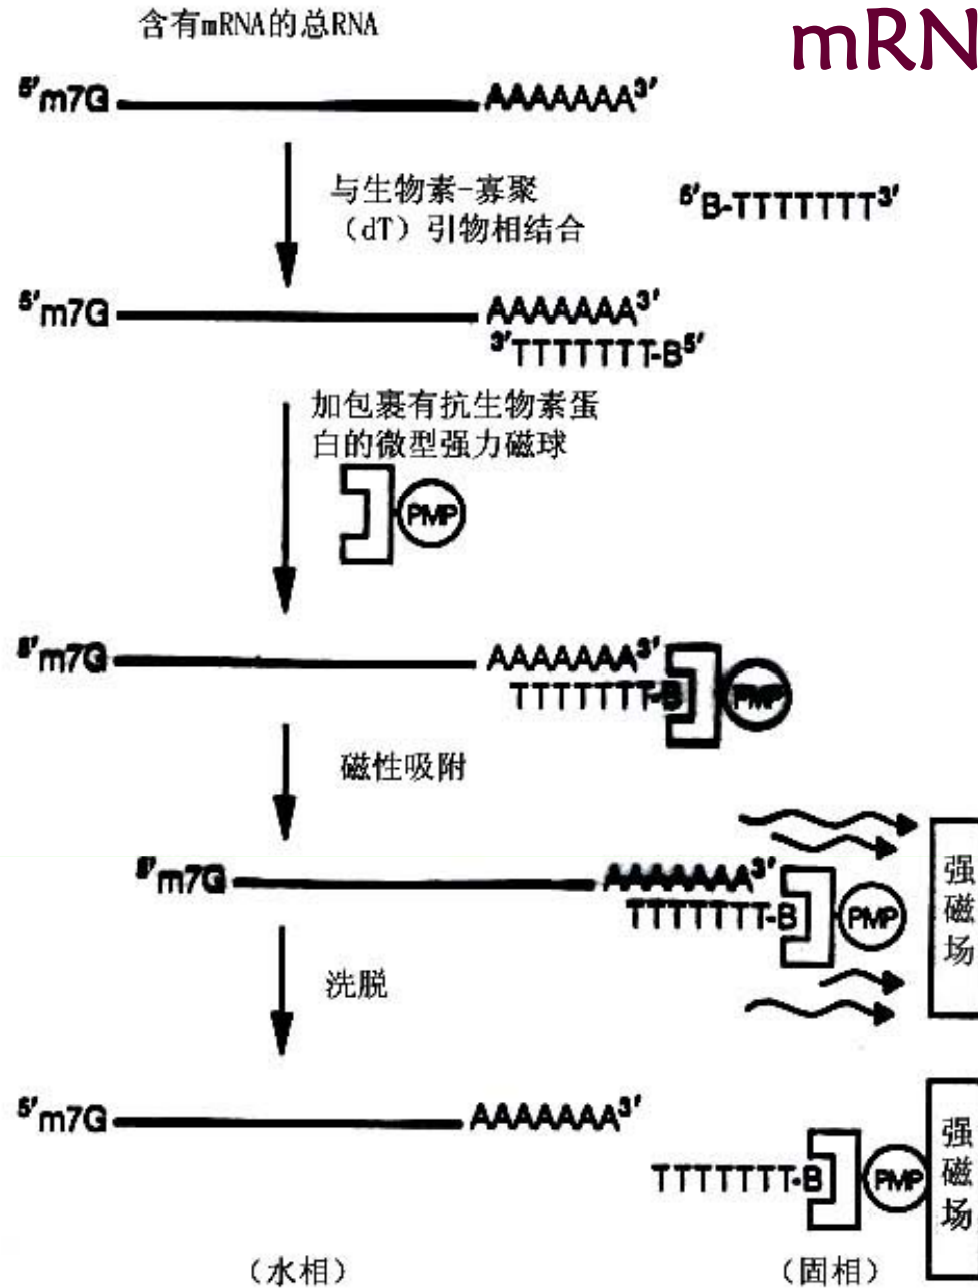 含有mRNA的总RNA
mRN
5'm7G AAAAAAA3'
与生物素-寡聚
(dT) 引物相结合
5'B-TTTTTTT3'
5'm7G AAAAAAA3'
3'TTTTTTT-B5'
加包裹有抗生物素蛋
白的微型强力磁球
PMP
5'm7G AAAAAAA3'
TTTTTTT-B PMP
磁性吸附
5'm7G AAAAAAA3'
TTTTTTT-B PMP
强磁场
洗脱
5'm7G AAAAAAA3'
TTTTTTT-B PMP
强磁场
(水相) (固相)